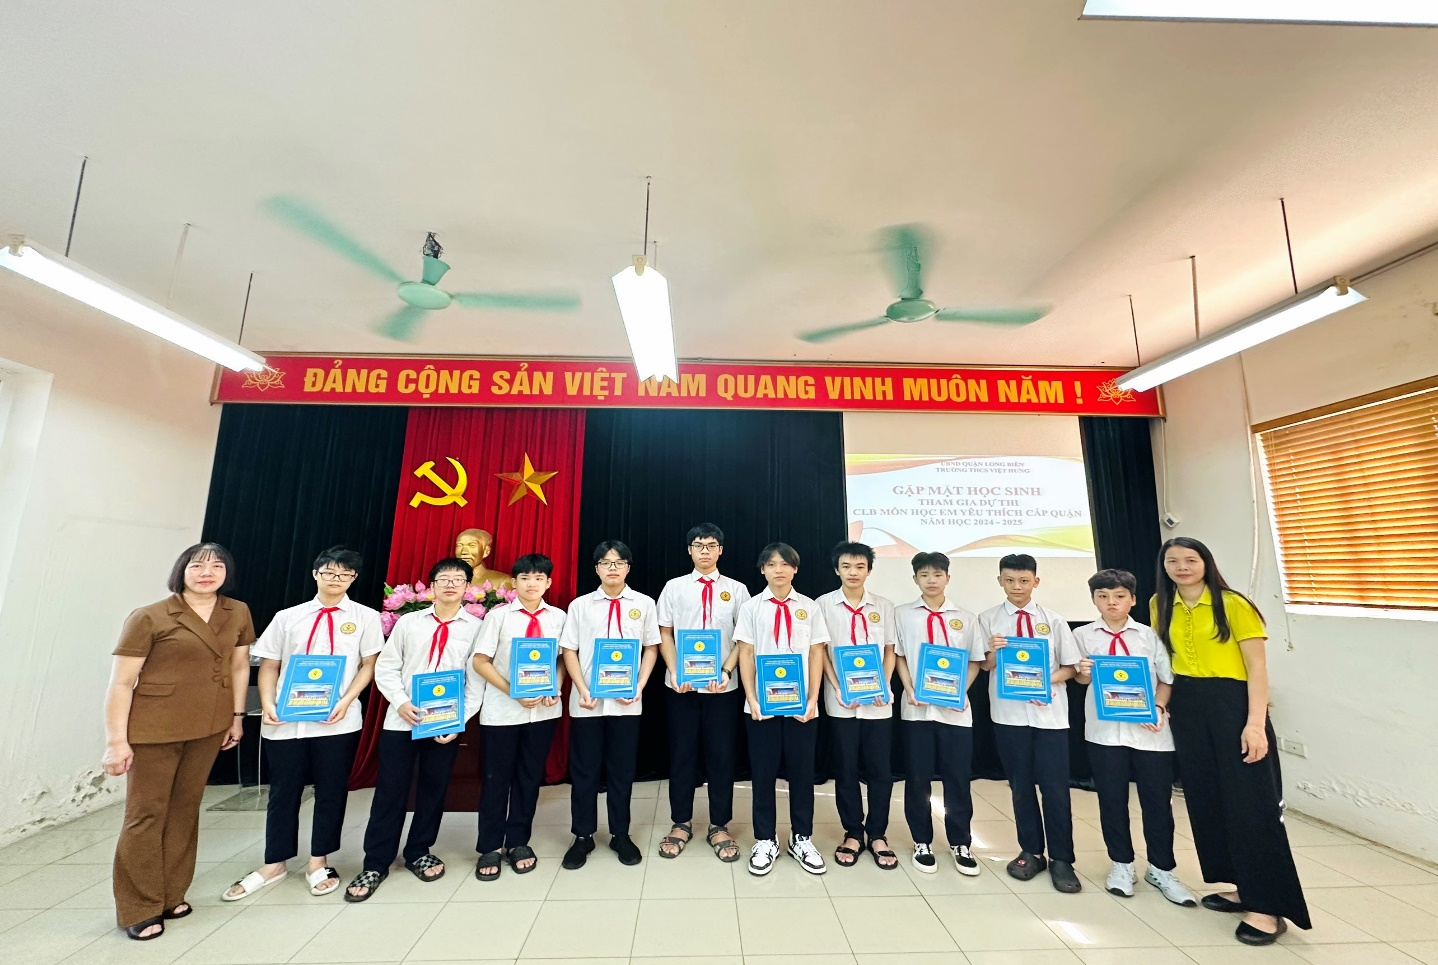 ĐẢNG CỘNG SẢN VIỆT NAM QUANG VINH MUÔN NĂM !
UBND QUẬN LONG BIÊN
TRƯỜNG THCS VIỆT HƯNG
GẶP MẶT HỌC SINH
THAM GIA DỰ THI
CLB MÔN HỌC EM YÊU THÍCH CẤP QUẬN
NĂM HỌC 2024 - 2025